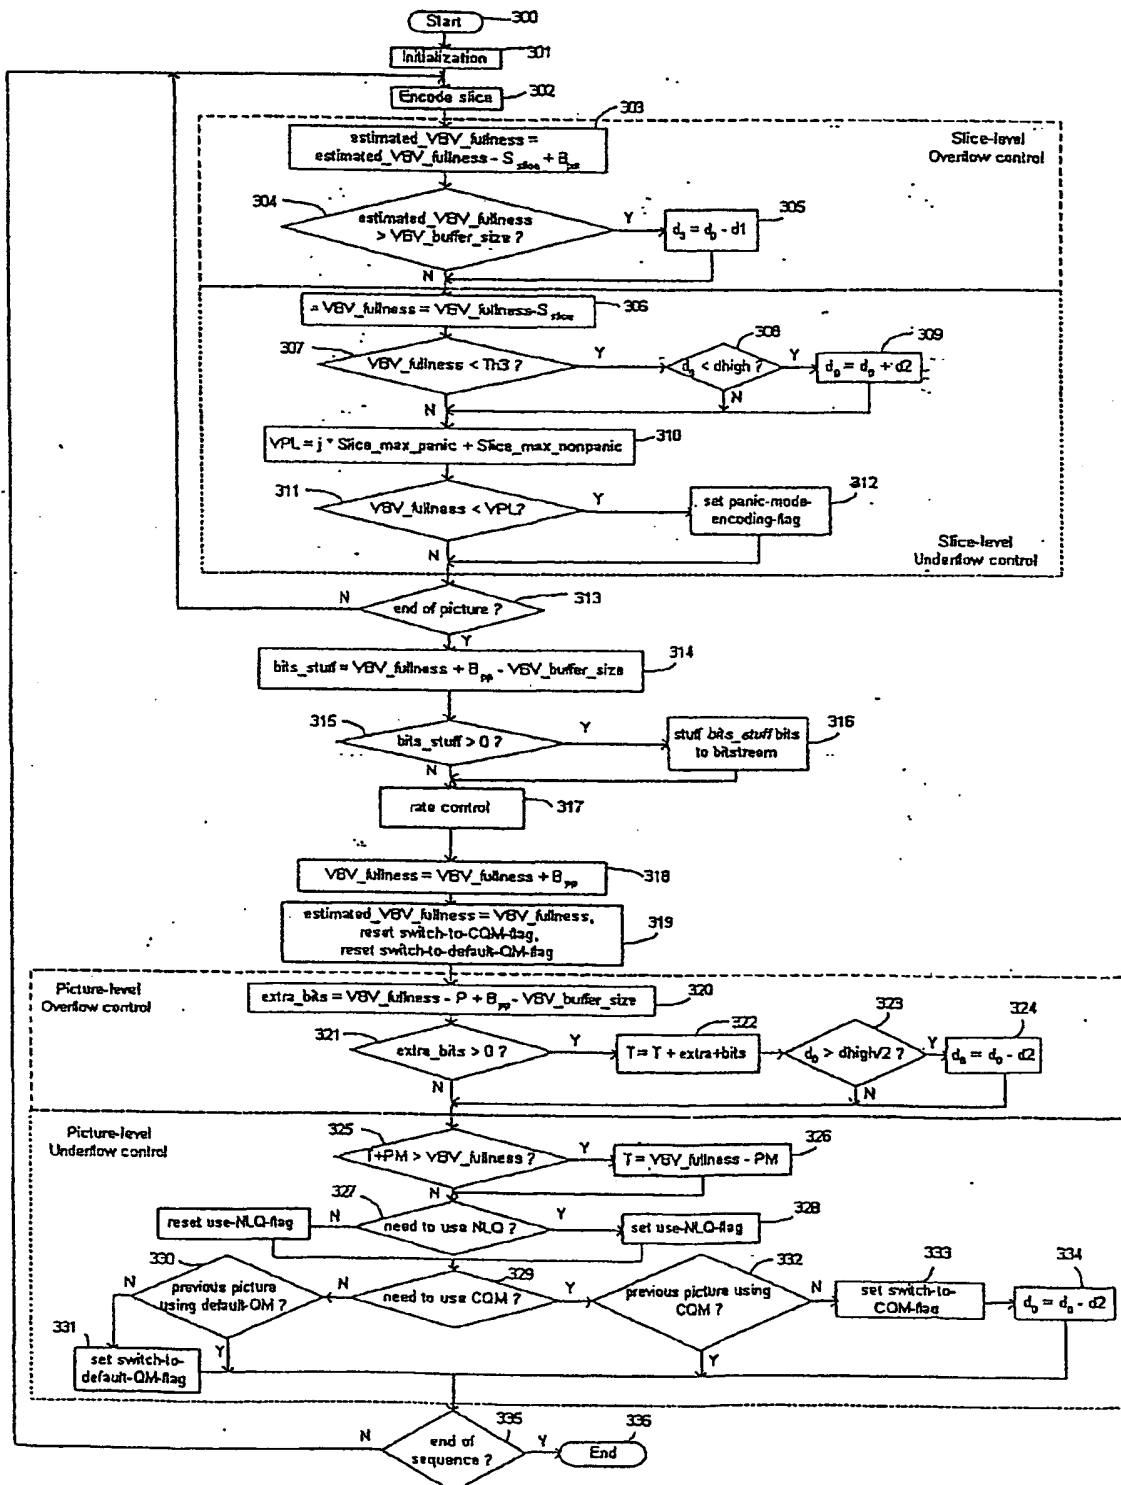 Start
300
Initialization
301
Encode slice
302
303
estimated_VBV_fullness =
estimated_VBV_fullness - S slice + B ps
Slice-level
Overflow control
304
estimated_VBV_fullness
> VBV_buffer_size ?
Y
305
N
306
VBV_fullness = VBV_fullness-S slice
307
VBV_fullness < Th3 ?
Y
308
< dhigh ?
Y
309
N
N
310
VPL = j * Slice_max_panic + Slice_max_nonpanic
311
VBV_fullness < VPL?
Y
312
set panic-mode-
encoding-flag
N
Slice-level
Underflow control
N
end of picture ?
313
Y
bits_stuff = VBV_fullness + B pp - VBV_buffer_size
314
315
bits_stuff > 0 ?
Y
316
stuff bits_stuff bits
to bitstream
N
rate control
317
VBV_fullness = VBV_fullness + B pp
318
estimated_VBV_fullness = VBV_fullness,
reset switch-to-CQM-flag,
reset switch-to-default-QM-flag
319
Picture-level
Overflow control
extra_bits = VBV_fullness - P + B pp - VBV_buffer_size
320
321
extra_bits > 0 ?
Y
322
T = T + extra+bits
323
> dhigh/2 ?
Y
324
N
N
Picture-level
Underflow control
325
T+PM > VBV_fullness ?
Y
326
T = VBV_fullness - PM
N
327
reset use-NLQ-flag
N
need to use NLQ ?
Y
set use-NLQ-flag
328
330
N
previous picture
using default-QM ?
N
need to use CQM ?
329
Y
previous picture using
CQM ?
332
N
333
set switch-to-
CQM-flag
334
331
set switch-to-
default-QM-flag
Y
Y
N
end of
sequence ?
335
Y
End
336